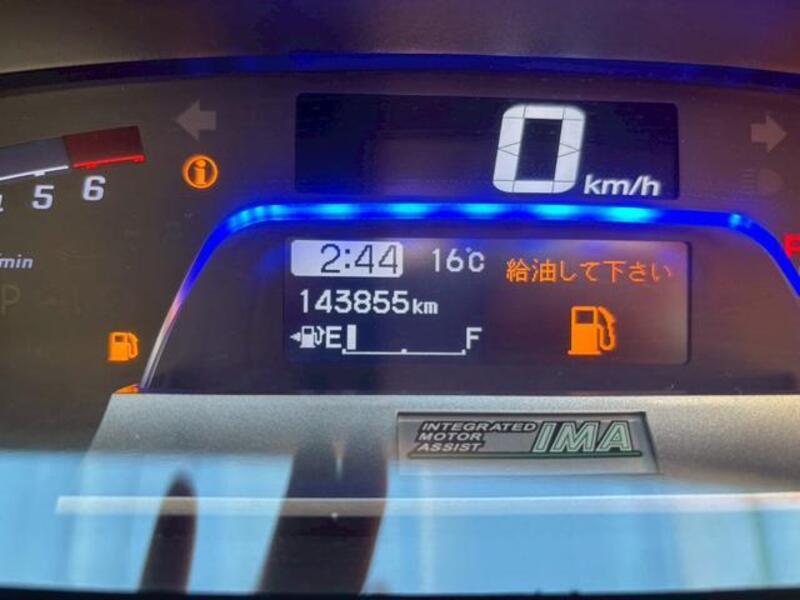 0 km/h
5 6
/min
2:44 16℃ 給油して下さい
143855km
E F
INTEGRATED
MOTOR
ASSIST
IMA